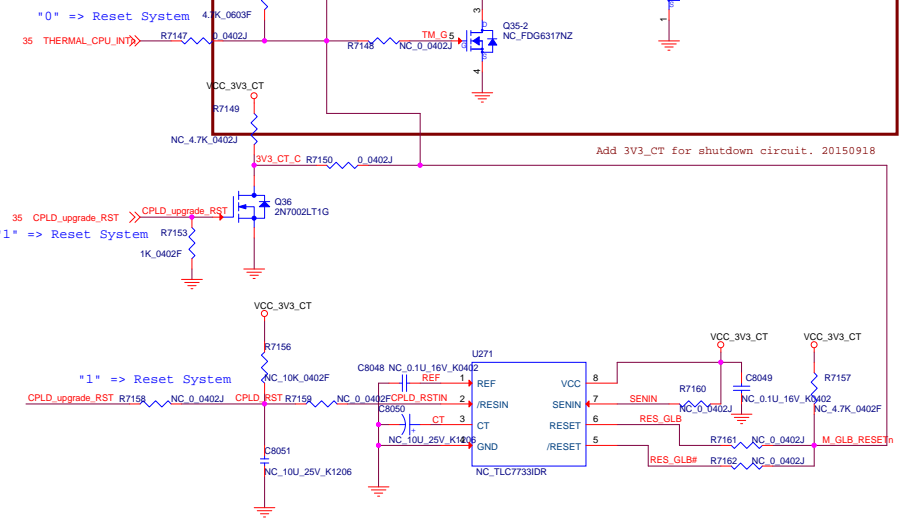 "0" => Reset System
4.7K_0603F
3
D
Q35-2
NC_FDG6317NZ
1
35 THERMAL_CPU_INT
R7147
0_0402J
R7148
NC_0_0402J
TM_G
5
G
S
4
VCC_3V3_CT
R7149
NC_4.7K_0402J
Add 3V3_CT for shutdown circuit. 20150918
3V3_CT_C
R7150
0_0402J
Q36
2N7002LT1G
35 CPLD_upgrade_RST
CPLD_upgrade_RST
"1" => Reset System
R7153
1K_0402F
VCC_3V3_CT
R7156
NC_10K_0402F
"1" => Reset System
CPLD_upgrade_RST
R7158
NC_0_0402J
CPLD_RST
R7159
NC_0_0402F
CPLD_RSTIN
C8051
NC_10U_25V_K1206
C8048
NC_0.1U_16V_K0402
REF
C8050
CT
NC_10U_25V_K1206
U271
1
REF
2
/RESIN
3
CT
4
GND
VCC
8
SENIN
7
RESET
6
/RESET
5
NC_TLC7733IDR
VCC_3V3_CT
VCC_3V3_CT
C8049
NC_0.1U_16V_K0402
R7157
NC_4.7K_0402F
SENIN
R7160
NC_0_0402J
RES_GLB
R7161
NC_0_0402J
M_GLB_RESETn
RES_GLB#
R7162
NC_0_0402J